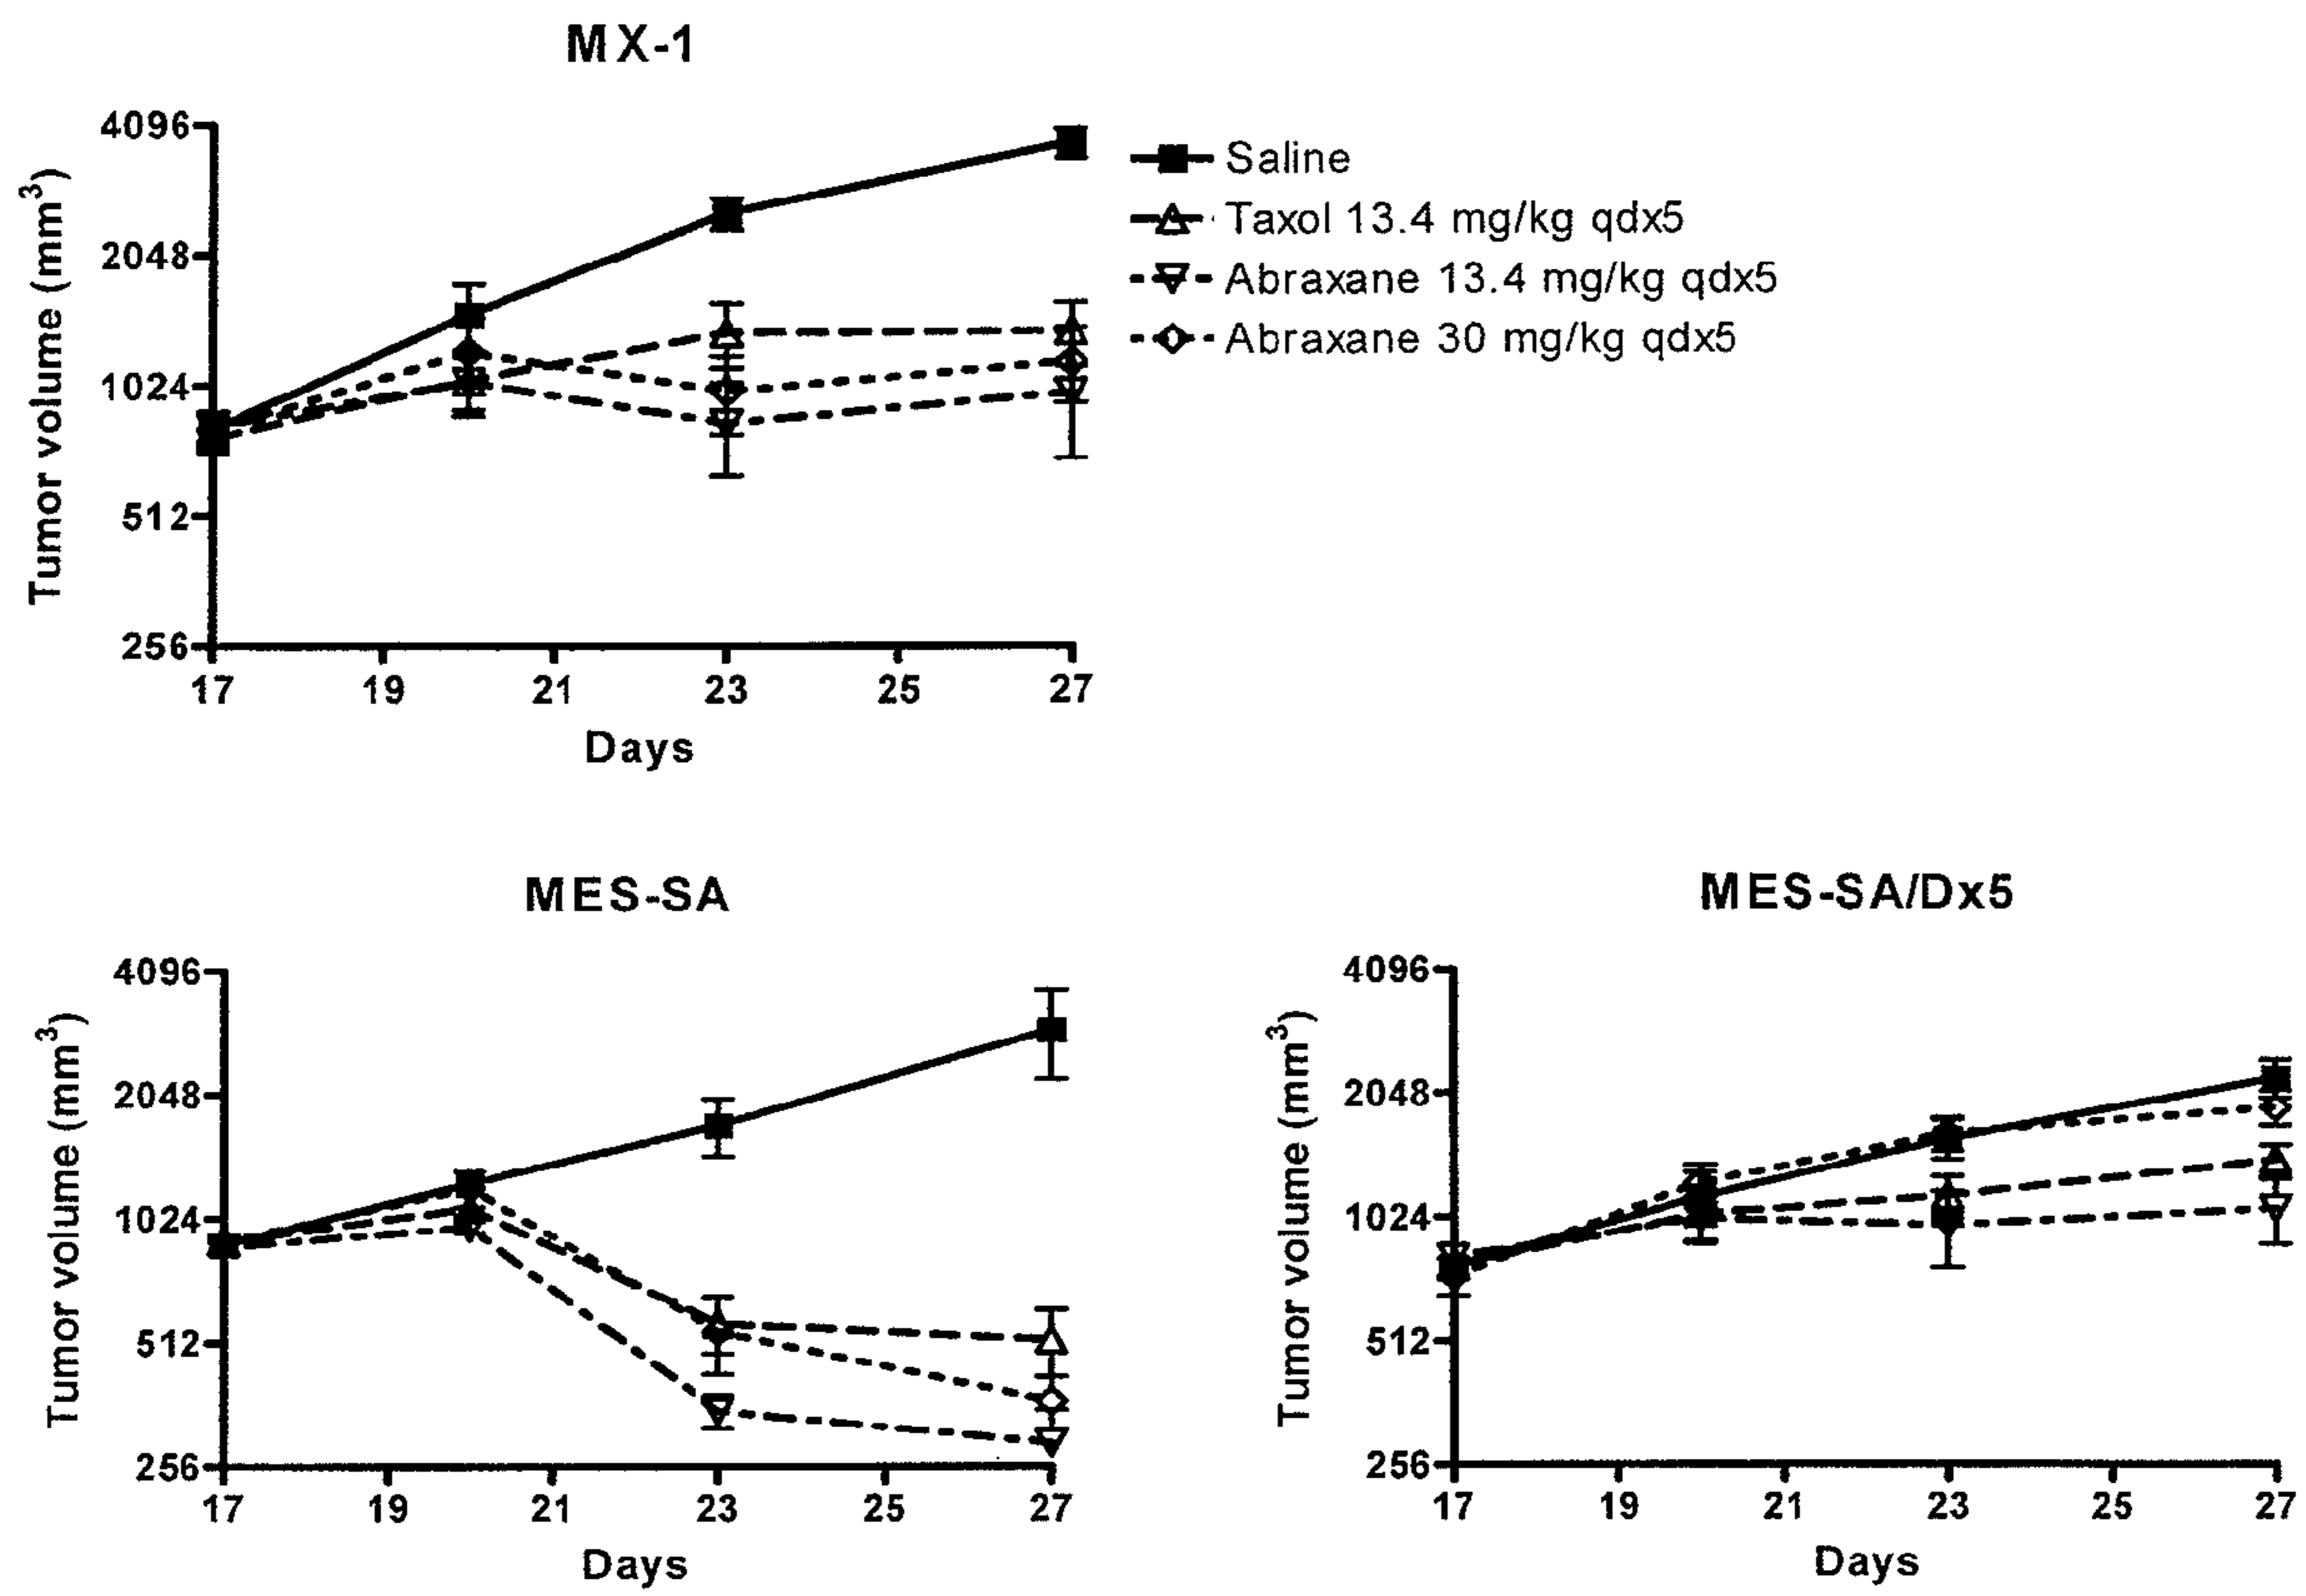 MX-1
Tumor volume (mm³)
4096
2048
1024
512
256
17 19 21 23 25 27
Days
Saline
Taxol 13.4 mg/kg qdx5
Abraxane 13.4 mg/kg qdx5
Abraxane 30 mg/kg qdx5
MES-SA
Tumor volume (mm³)
4096
2048
1024
512
256
17 19 21 23 25 27
Days
MES-SA/Dx5
Tumor volume (mm³)
4096
2048
1024
512
256
17 19 21 23 25 27
Days